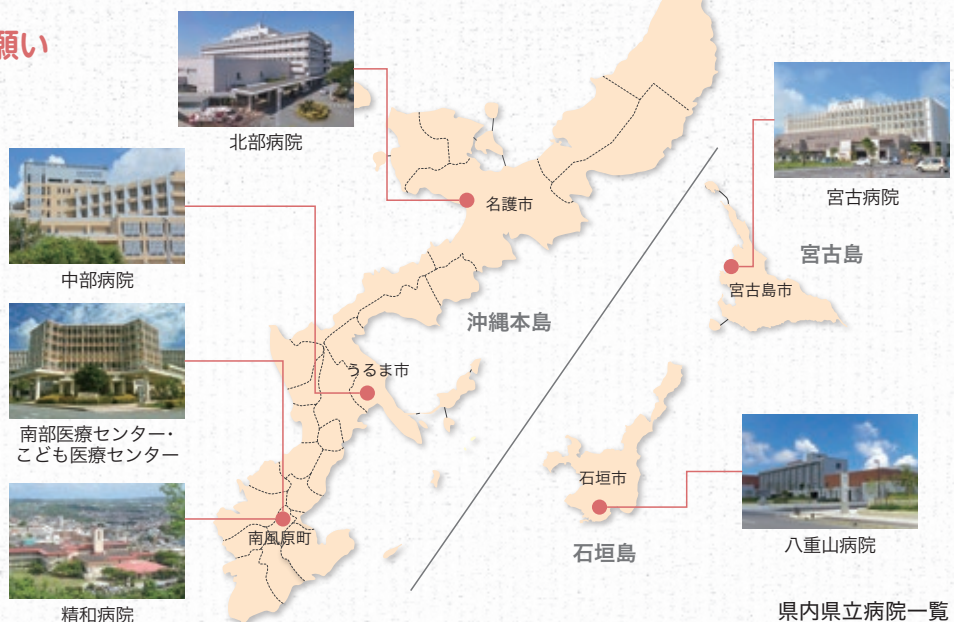 願い
北部病院
中部病院
南部医療センター・
こども医療センター
精和病院
名護市
沖縄本島
うるま市
南風原町
宮古病院
宮古島
宮古島市
石垣市
石垣島
八重山病院
県内県立病院一覧